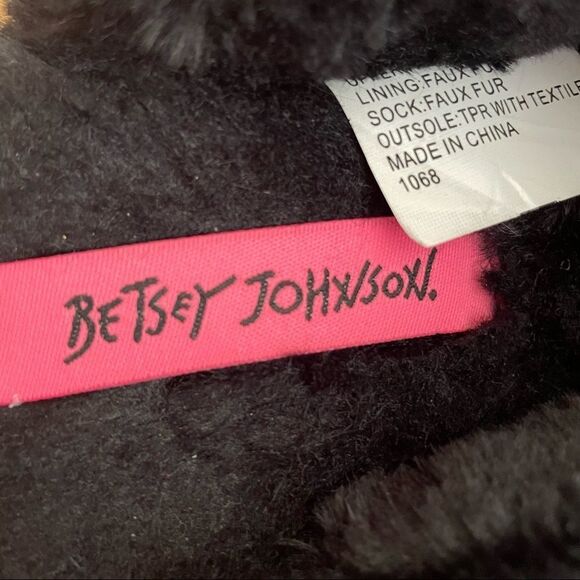 LINING:FAUX FUR
SOCK:FAUX FUR
OUTSOLE:TPR WITH TEXTILE
MADE IN CHINA
1068
BETSEY JOHNSON.